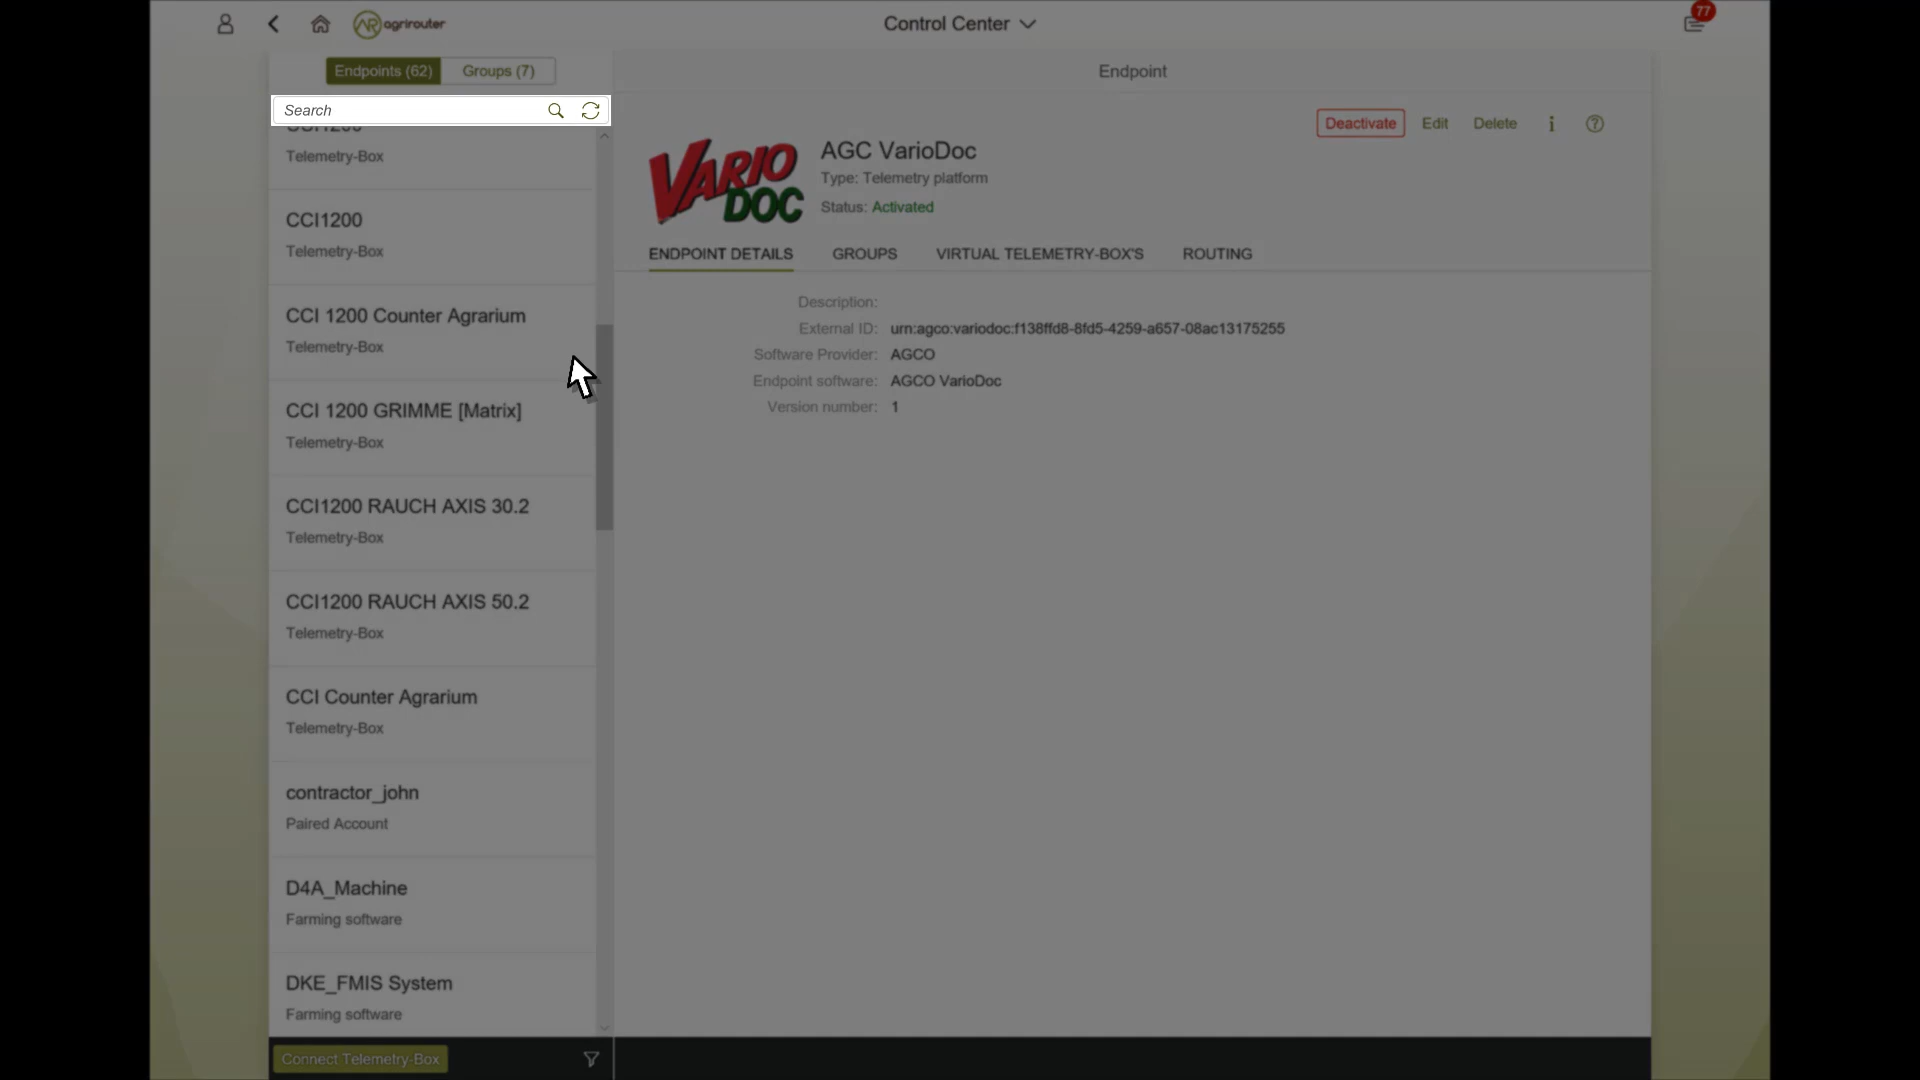 agrirouter
Control Center
77
Endpoints (62)
Groups (7)
Endpoint
Search
CCI1200
Telemetry-Box
CCI1200
Telemetry-Box
CCI 1200 Counter Agrarium
Telemetry-Box
CCI 1200 GRIMME [Matrix]
Telemetry-Box
CCI1200 RAUCH AXIS 30.2
Telemetry-Box
CCI1200 RAUCH AXIS 50.2
Telemetry-Box
CCI Counter Agrarium
Telemetry-Box
contractor_john
Paired Account
D4A_Machine
Farming software
DKE_FMIS System
Farming software
Connect Telemetry-Box
Deactivate
Edit
Delete
VARIO
DOC
AGC VarioDoc
Type: Telemetry platform
Status: Activated
ENDPOINT DETAILS
GROUPS
VIRTUAL TELEMETRY-BOX'S
ROUTING
Description:
External ID: urn:agco:variodoc:f138ffd8-8fd5-4259-a657-08ac13175255
Software Provider: AGCO
Endpoint software: AGCO VarioDoc
Version number: 1